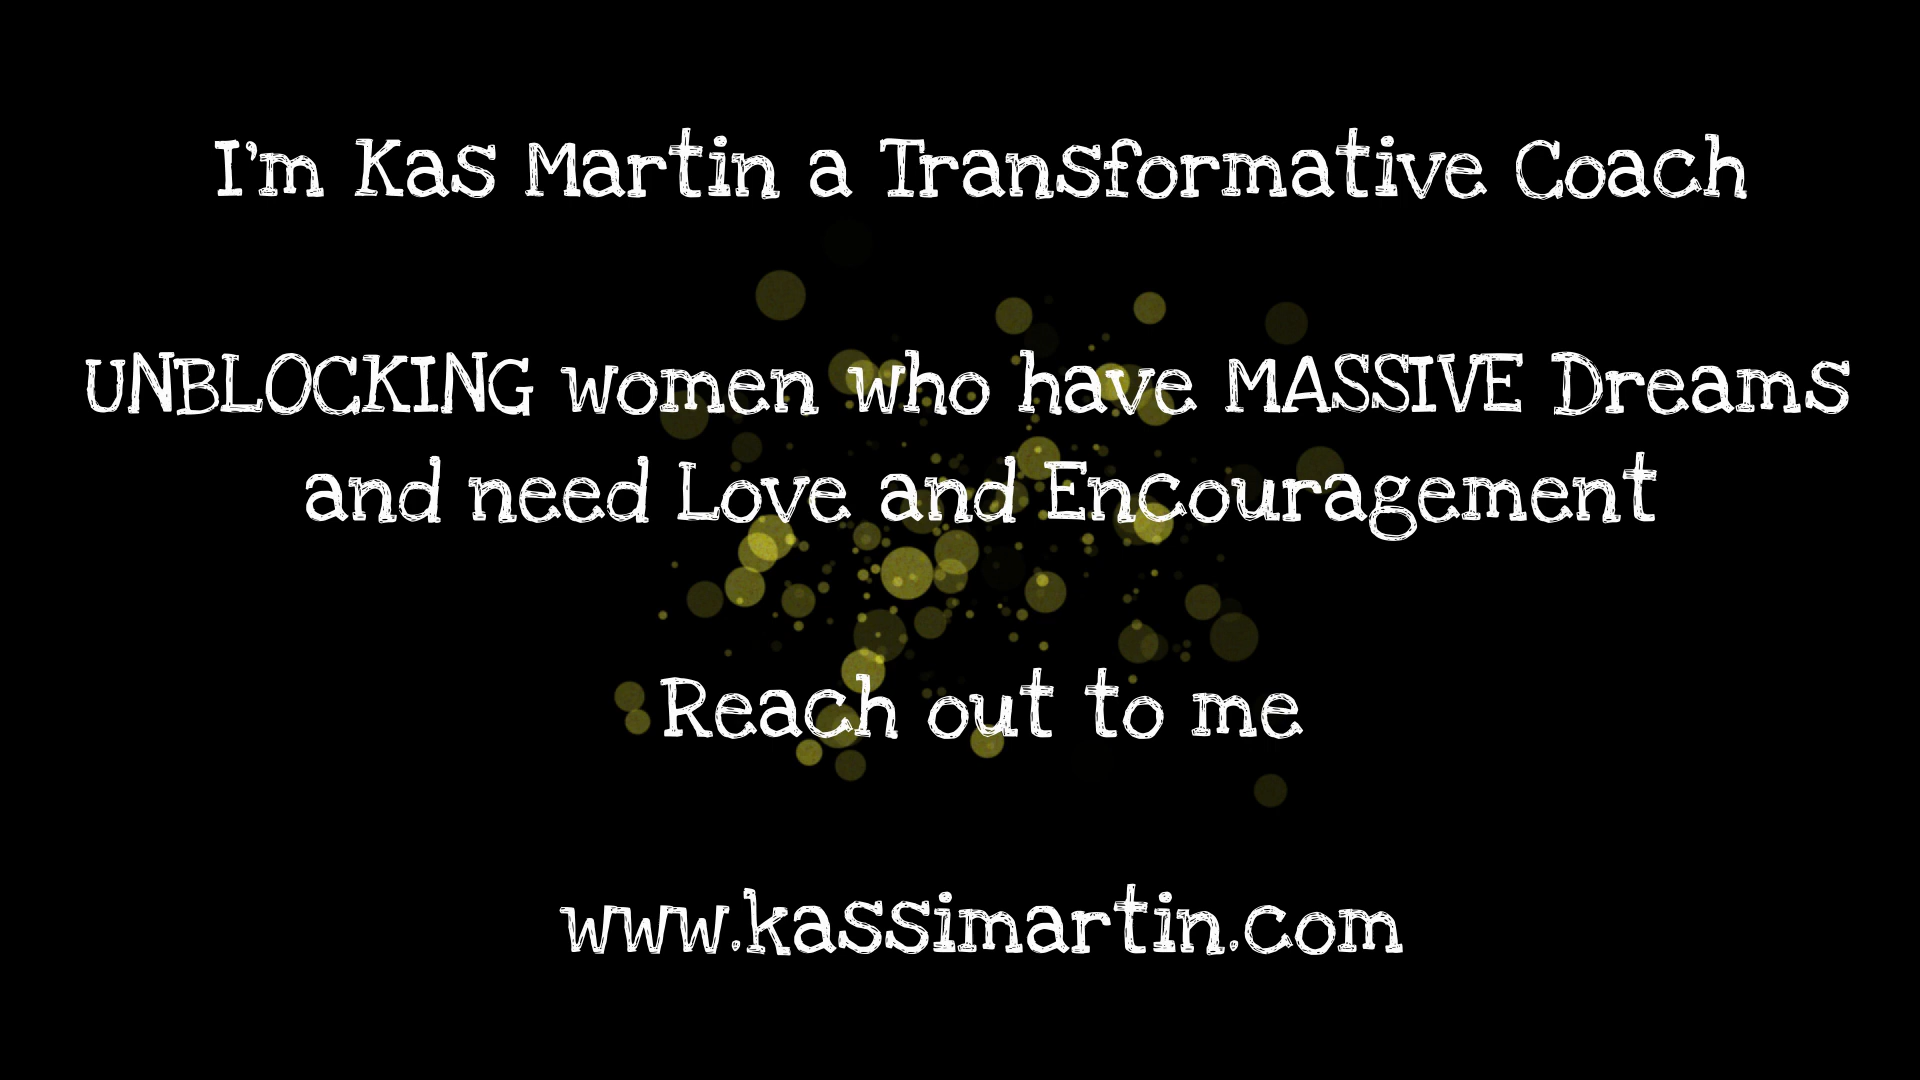 I'm Kas Martin a Transformative Coach
UNBLOCKING women who have MASSIVE Dreams
and need Love and Encouragement
Reach out to me
www.kassimartin.com